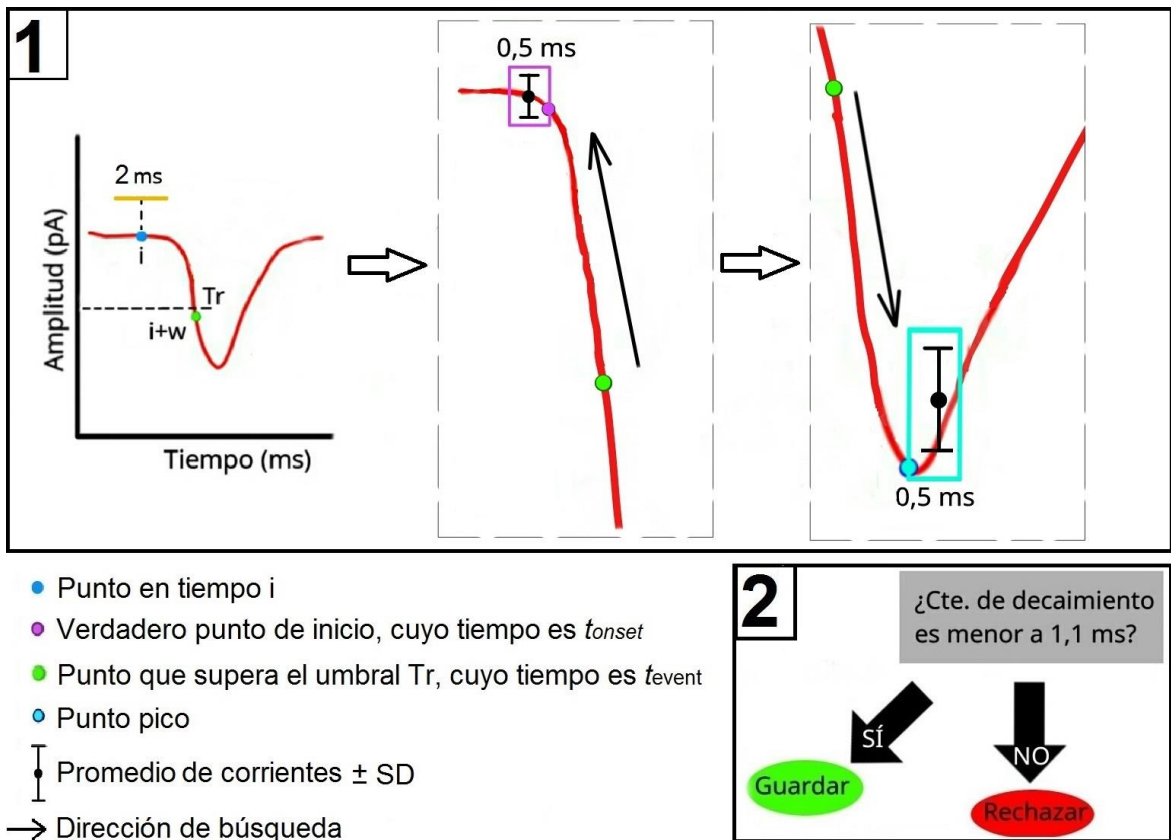 1
2 ms
Amplitud (pA)
i
Tr
i+w
Tiempo (ms)
0,5 ms
0,5 ms
Punto en tiempo i
Verdadero punto de inicio, cuyo tiempo es tonset
Punto que supera el umbral Tr, cuyo tiempo es tevent
Punto pico
Promedio de corrientes ± SD
Dirección de búsqueda
2
¿Cte. de decaimiento
es menor a 1,1 ms?
SÍ
NO
Guardar
Rechazar